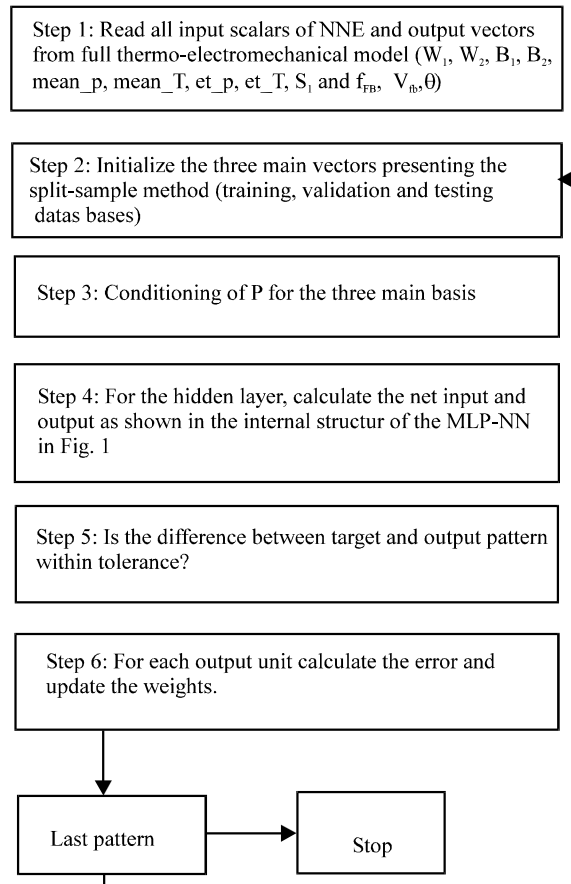 Step 1: Read all input scalars of NNE and output vectors
from full thermo-electromechanical model (W₁, W₂, B₁, B₂,
mean_p, mean_T, et_p, et_T, S₁ and f_FB, V_fb,θ)
Step 2: Initialize the three main vectors presenting the
split-sample method (training, validation and testing
datas bases)
Step 3: Conditioning of P for the three main basis
Step 4: For the hidden layer, calculate the net input and
output as shown in the internal structur of the MLP-NN
in Fig. 1
Step 5: Is the difference between target and output pattern
within tolerance?
Step 6: For each output unit calculate the error and
update the weights.
Last pattern
Stop